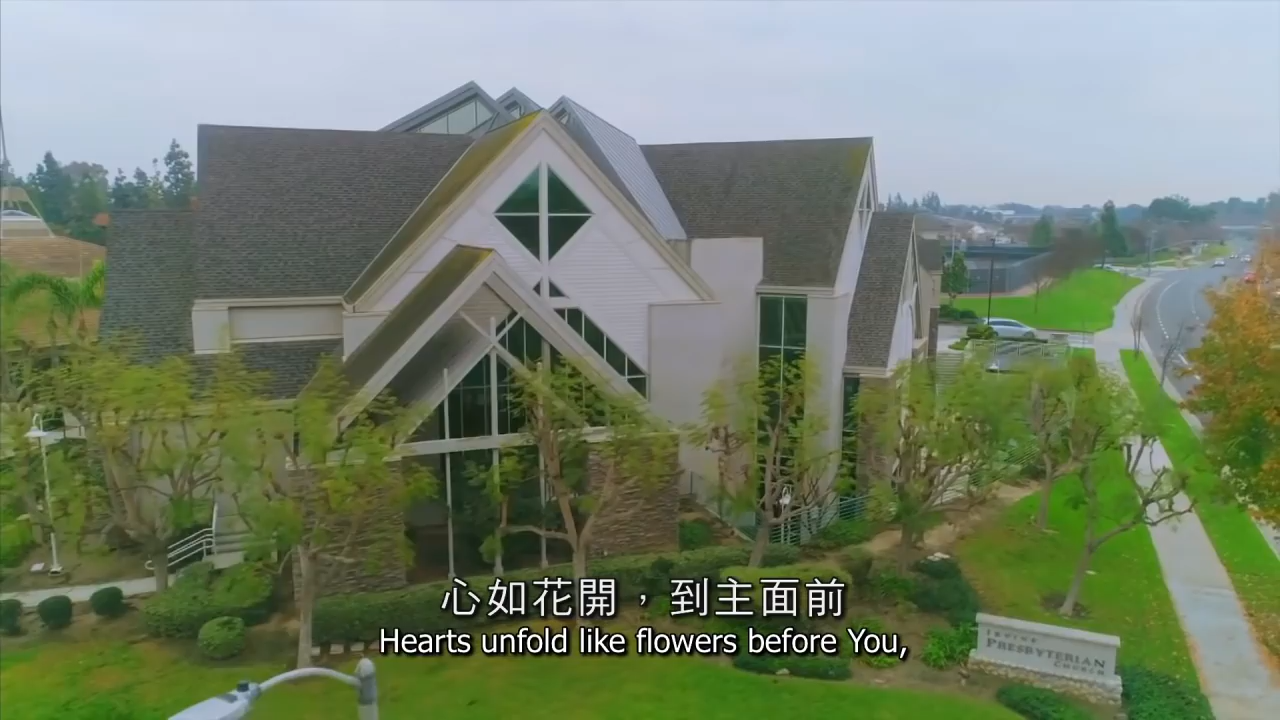 心如花開，到主面前
Hearts unfold like flowers before You,
IRVINE
PRESBYTERIAN
CHURCH